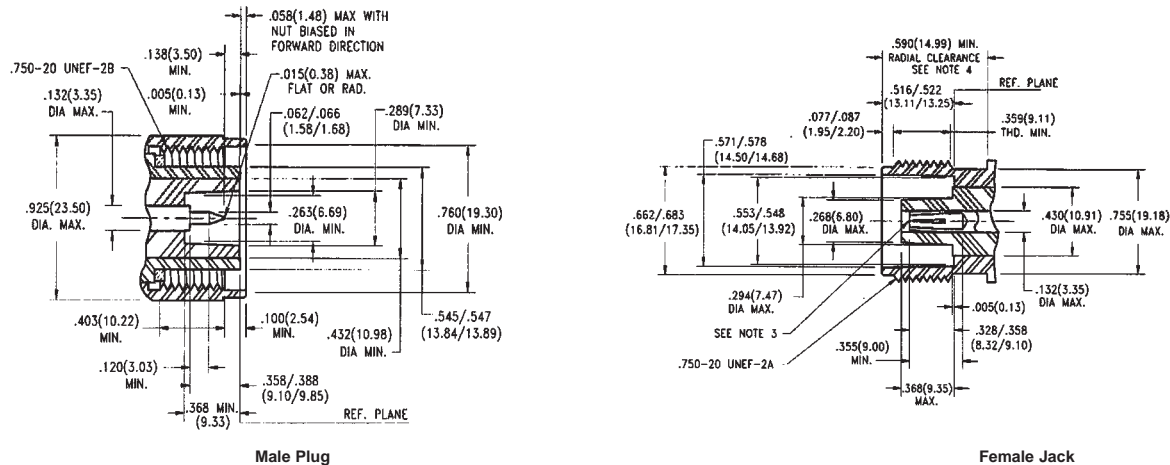 .058(1.48) MAX WITH
NUT BIASED IN
FORWARD DIRECTION
.138(3.50)
MIN.
.750-20 UNEF-2B
.015(0.38) MAX.
FLAT OR RAD.
.132(3.35)
DIA MAX.
.005(0.13)
MIN.
.062/.066
(1.58/1.68)
.289(7.33)
DIA MIN.
.925(23.50)
DIA. MAX.
.263(6.69)
DIA. MIN.
.760(19.30)
MIN.
.403(10.22)
MIN.
.100(2.54)
MIN.
.545/.547
(13.84/13.89)
.432(10.98)
DIA MIN.
.120(3.03)
MIN.
.358/.388
(9.10/9.85)
.368 MIN.
(9.33)
REF. PLANE
Male Plug
.590(14.99) MIN.
RADIAL CLEARANCE
SEE NOTE 4
REF. PLANE
.516/.522
(13.11/13.25)
.077/.087
(1.95/2.20)
.359(9.11)
THD. MIN.
.571/.578
(14.50/14.68)
.662/.683
(16.81/17.35)
.553/.548
(14.05/13.92)
.268(6.80)
DIA MAX.
.430(10.91)
DIA MAX.
.755(19.18)
DIA MAX.
.294(7.47)
DIA MAX.
.132(3.35)
DIA MAX.
.005(0.13)
SEE NOTE 3
.328/.358
(8.32/9.10)
.355(9.00)
MIN.
.750-20 UNEF-2A
.368(9.35)
MAX.
Female Jack